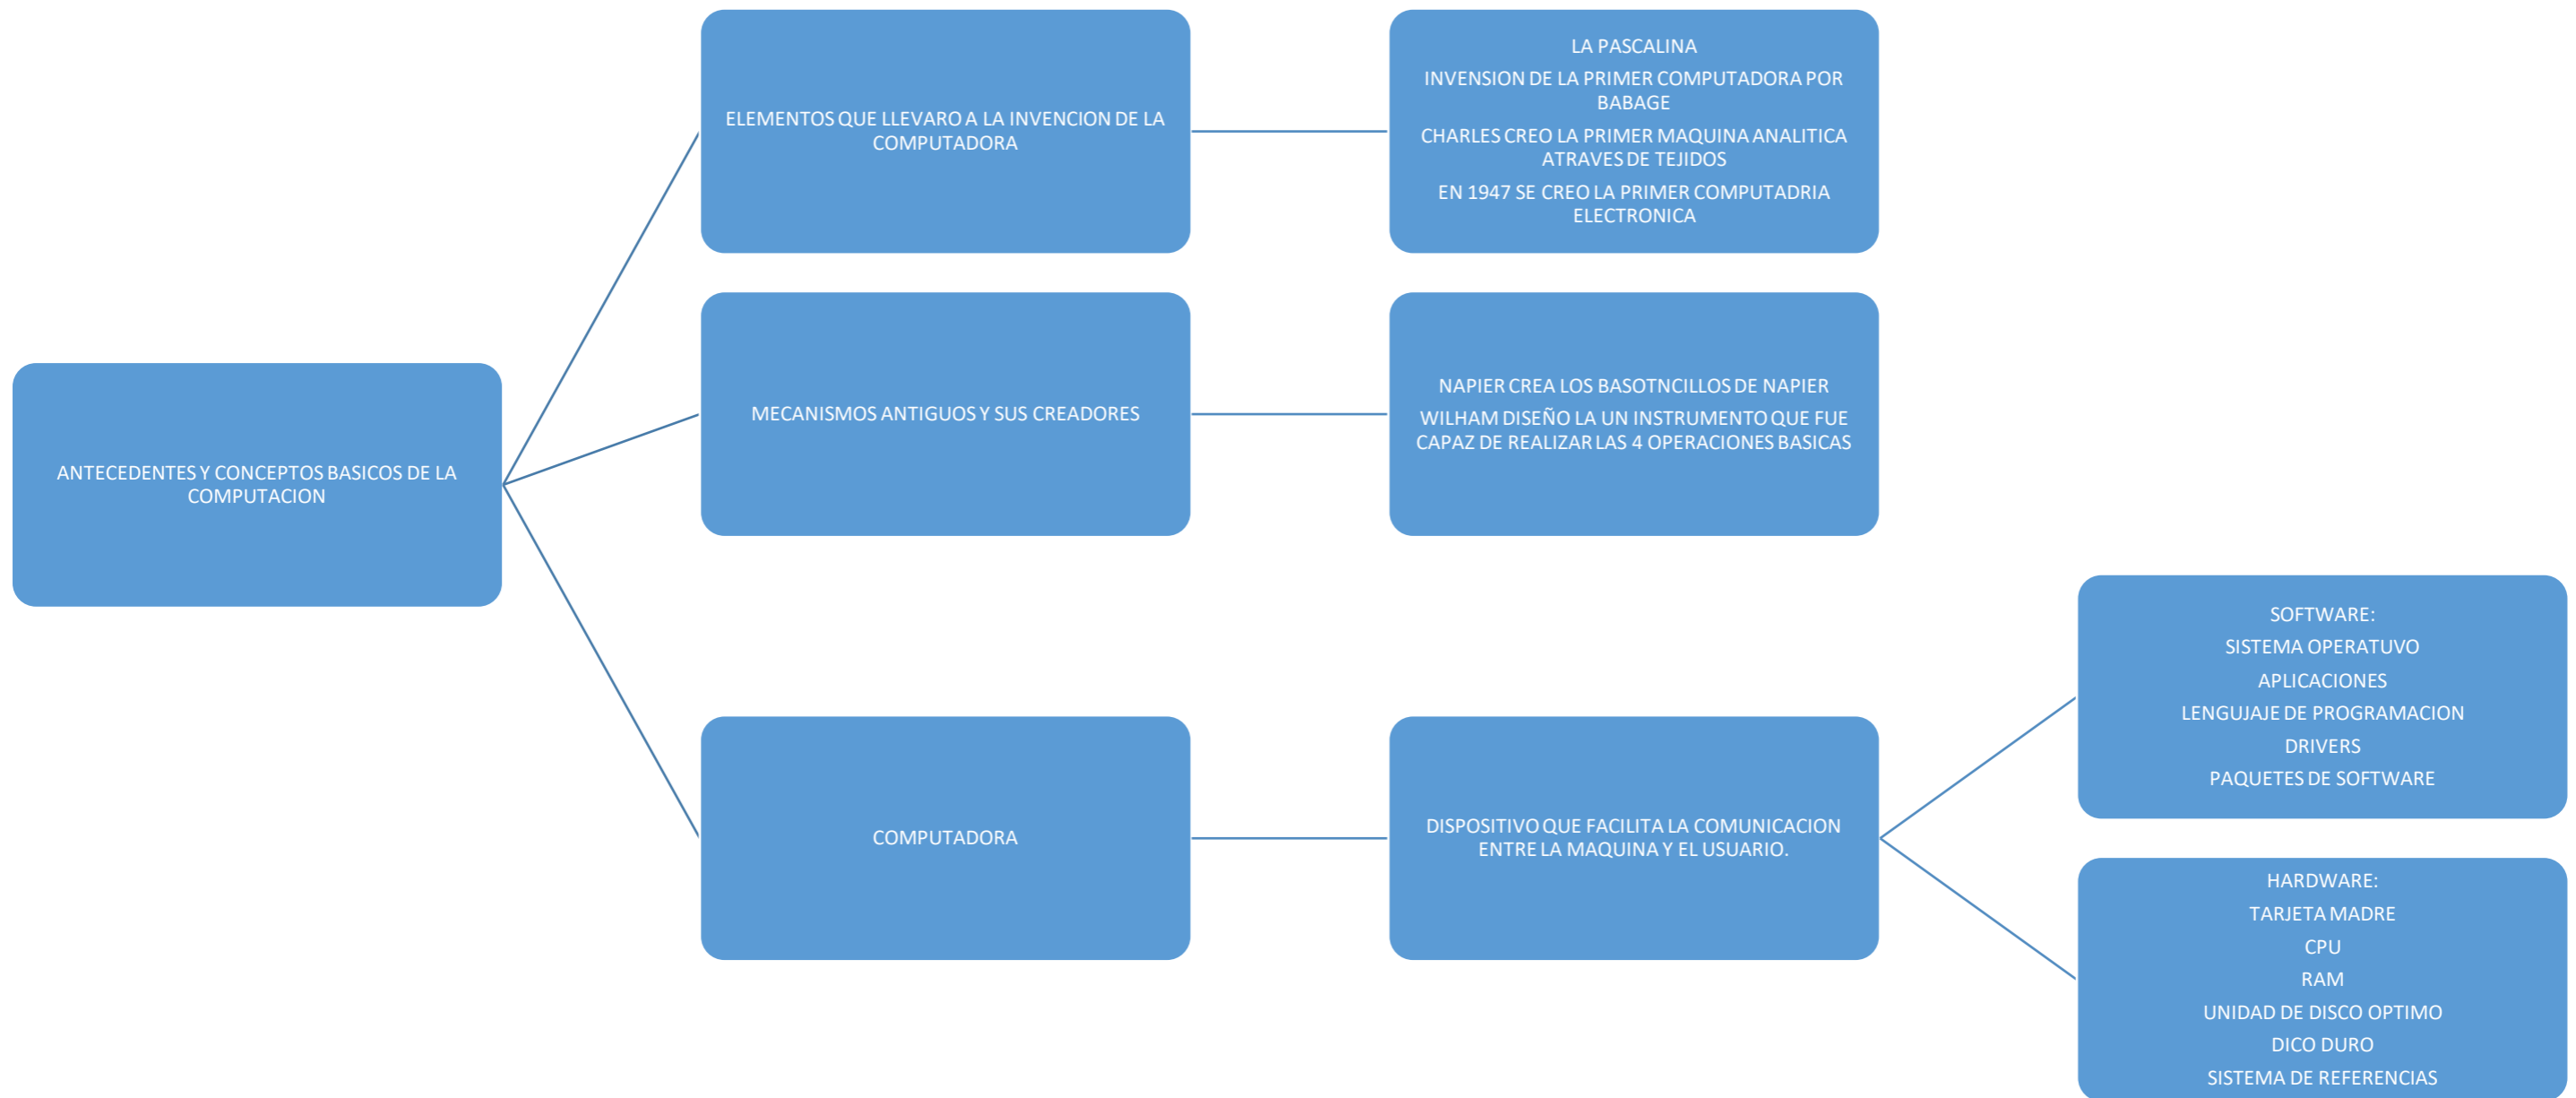 ANTECEDENTES Y CONCEPTOS BASICOS DE LA
COMPUTACION
ELEMENTOS QUE LLEVARO A LA INVENCION DE LA
COMPUTADORA
LA PASCALINA
INVENSION DE LA PRIMER COMPUTADORA POR
BABAGE
CHARLES CREO LA PRIMER MAQUINA ANALITICA
ATRAVES DE TEJIDOS
EN 1947 SE CREO LA PRIMER COMPUTADRIA
ELECTRONICA
MECANISMOS ANTIGUOS Y SUS CREADORES
NAPIER CREA LOS BASOTNCILLOS DE NAPIER
WILHAM DISEÑO LA UN INSTRUMENTO QUE FUE
CAPAZ DE REALIZAR LAS 4 OPERACIONES BASICAS
COMPUTADORA
DISPOSITIVO QUE FACILITA LA COMUNICACION
ENTRE LA MAQUINA Y EL USUARIO.
SOFTWARE:
SISTEMA OPERATUVO
APLICACIONES
LENGUJAJE DE PROGRAMACION
DRIVERS
PAQUETES DE SOFTWARE
HARDWARE:
TARJETA MADRE
CPU
RAM
UNIDAD DE DISCO OPTIMO
DICO DURO
SISTEMA DE REFERENCIAS